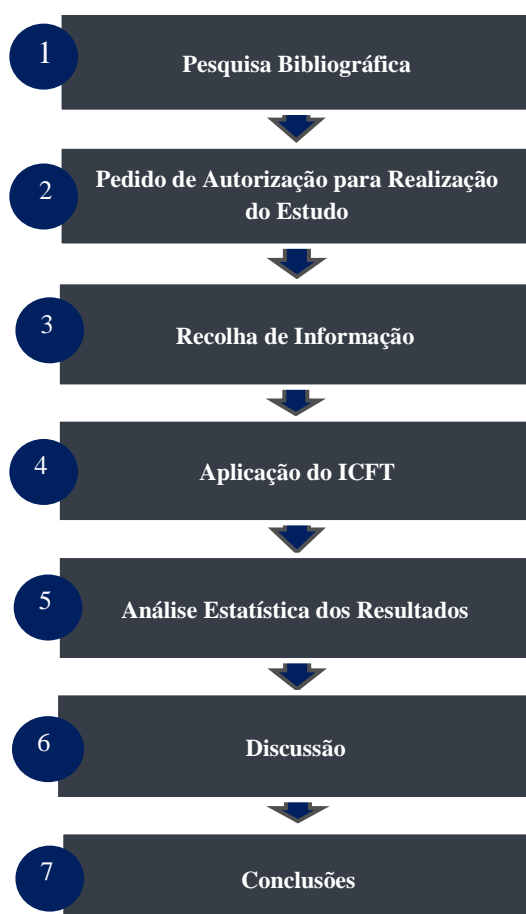 1
Pesquisa Bibliográfica
2
Pedido de Autorização para Realização
do Estudo
3
Recolha de Informação
4
Aplicação do ICFT
5
Análise Estatística dos Resultados
6
Discussão
7
Conclusões